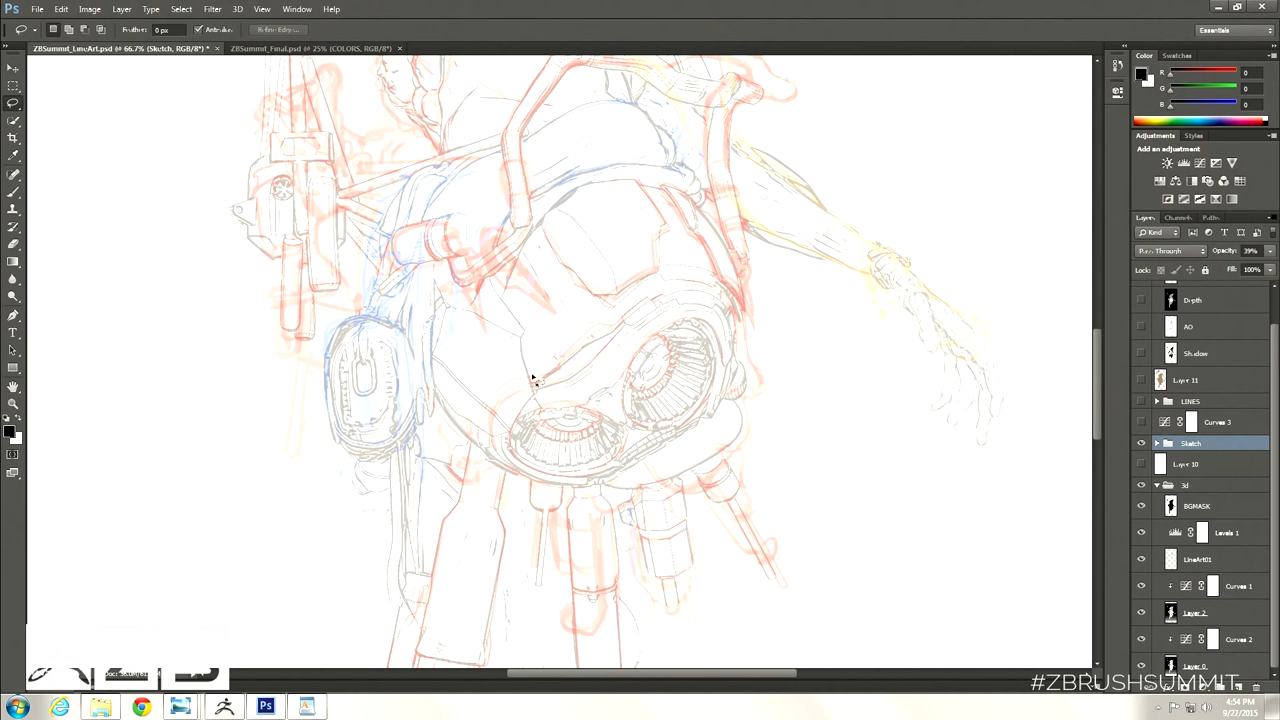 Ps File Edit Image Layer Type Select Filter 3D View Window Help
Feather: 0 px Anti-alias Refine Edge... Essentials
ZBSummit_LineArt.psd @ 66.7% (Sketch, RGB/8*) * × ZBSummit_Final.psd @ 25% (COLORS, RGB/8*) ×
Color Swatches
R 0
G 0
B 0
Adjustments Styles
Add an adjustment
Layers Channels Paths
Kind
Pass Through Opacity: 39%
Lock: Fill: 100%
Depth
AO
Shadow
Layer 11
LINES
Curves 3
Sketch
Layer 10
3d
BGMASK
Levels 1
LineArt01
Curves 1
Layer 2
Curves 2
Layer 0
#ZBRUSHSUMMIT
4:54 PM
9/27/2015